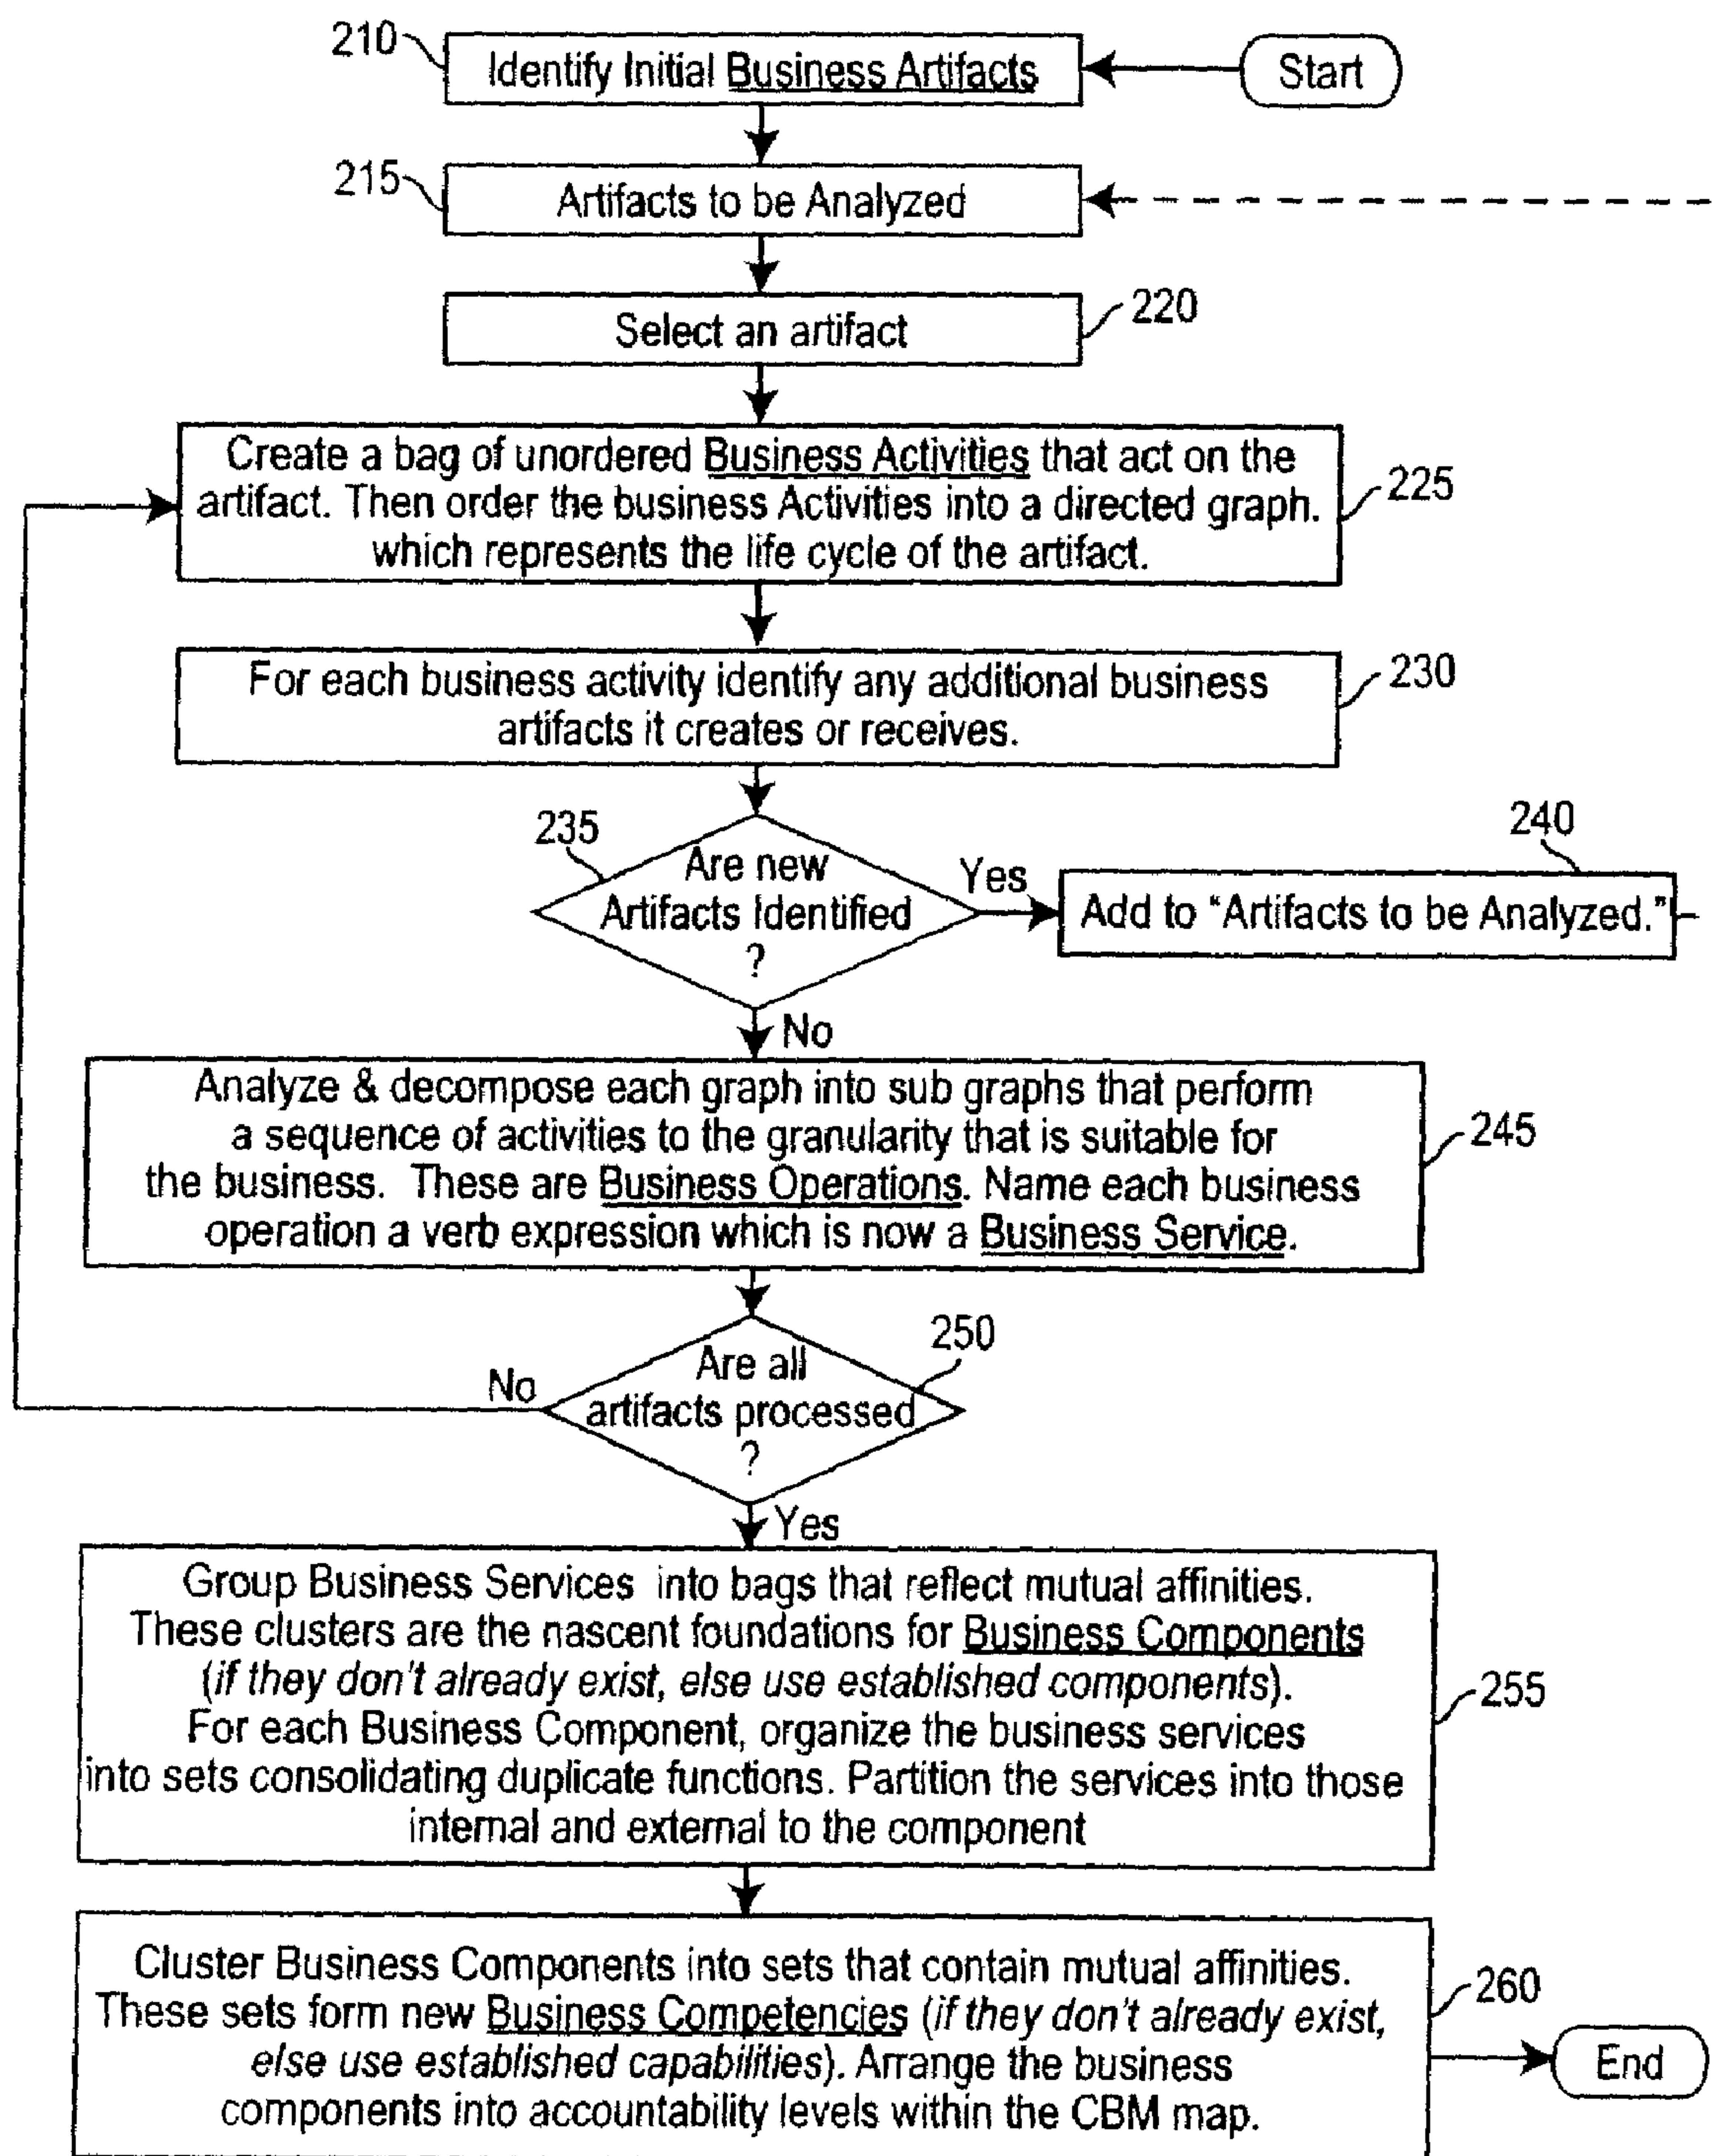 210
Identify Initial Business Artifacts
Start
215
Artifacts to be Analyzed
Select an artifact
220
Create a bag of unordered Business Activities that act on the
artifact. Then order the business Activities into a directed graph.
which represents the life cycle of the artifact.
225
For each business activity identify any additional business
artifacts it creates or receives.
230
235
Are new
Artifacts Identified
?
Yes
240
Add to "Artifacts to be Analyzed."
No
Analyze & decompose each graph into sub graphs that perform
a sequence of activities to the granularity that is suitable for
the business. These are Business Operations. Name each business
operation a verb expression which is now a Business Service.
245
250
Are all
artifacts processed
?
No
Yes
Group Business Services into bags that reflect mutual affinities.
These clusters are the nascent foundations for Business Components
(if they don't already exist, else use established components).
For each Business Component, organize the business services
into sets consolidating duplicate functions. Partition the services into those
internal and external to the component
255
Cluster Business Components into sets that contain mutual affinities.
These sets form new Business Competencies (if they don't already exist,
else use established capabilities). Arrange the business
components into accountability levels within the CBM map.
260
End